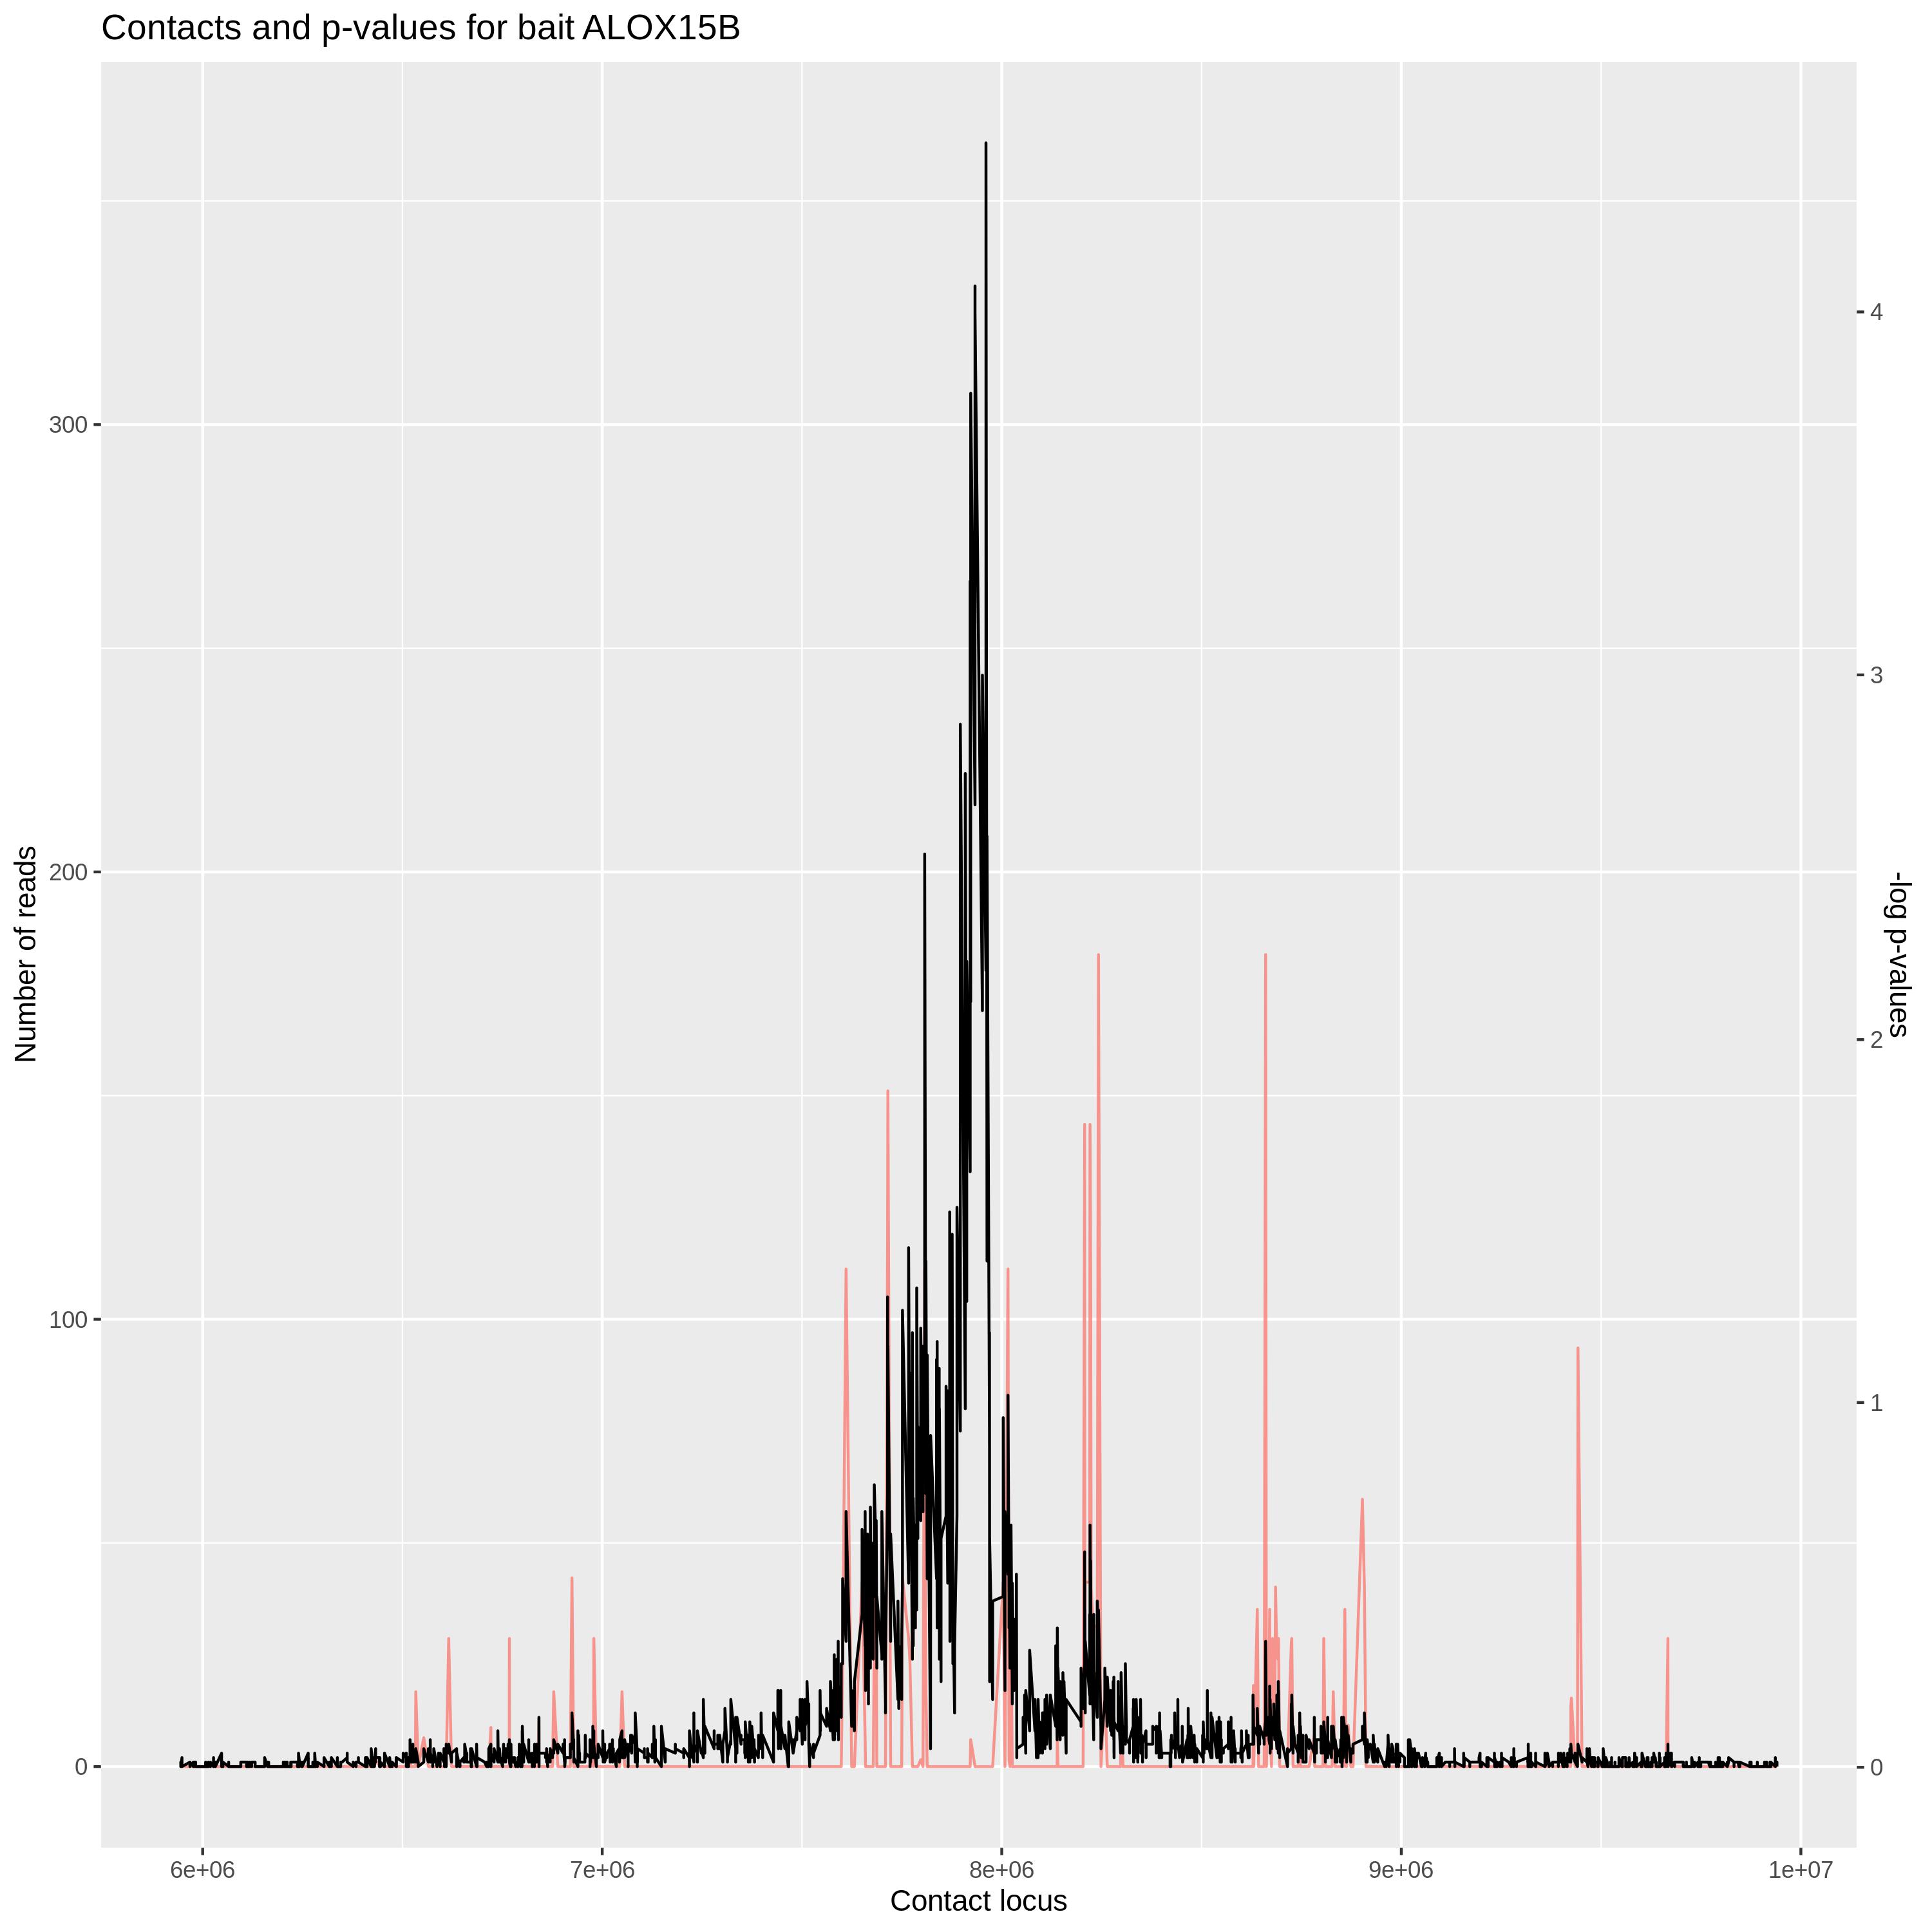 Contacts and p-values for bait ALOX15B
300
200
100
0
Number of reads
4
3
2
1
0
-log p-values
6e+06 7e+06 8e+06 9e+06 1e+07
Contact locus